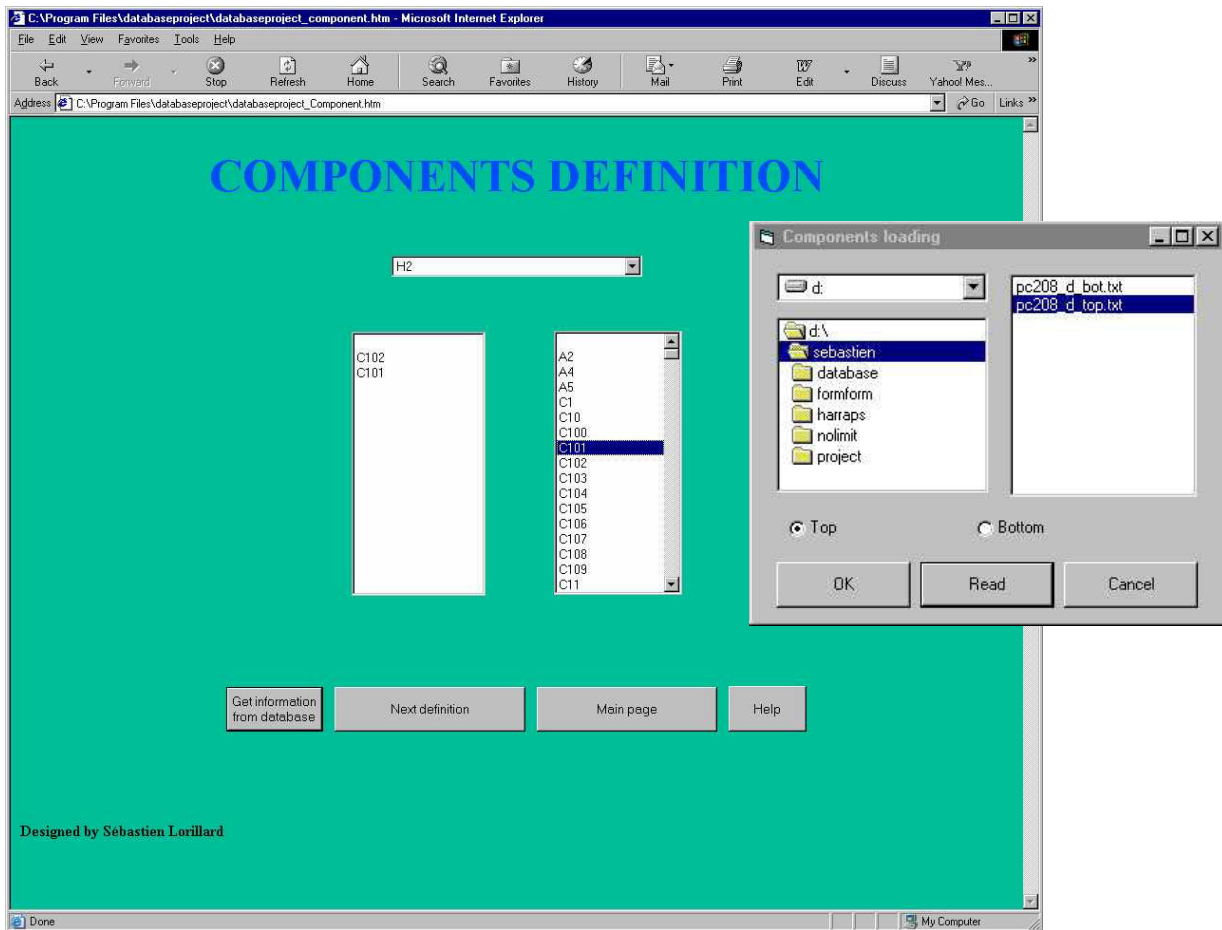 C:\Program Files\databaseproject\databaseproject_component.htm - Microsoft Internet Explorer
File Edit View Favorites Tools Help
Back Forward Stop Refresh Home Search Favorites History Mail Print Edit Discuss Yahoo! Mes...
Address C:\Program Files\databaseproject\databaseproject_Component.htm Go Links »
COMPONENTS DEFINITION
H2
C102
C101
A2
A4
A5
C1
C10
C100
C101
C102
C103
C104
C105
C106
C107
C108
C109
C11
Get information
from database
Next definition
Main page
Help
Designed by Sébastien Lorillard
Done
My Computer
Components loading
d:
d:\
sebastien
database
formform
harraps
nolimit
project
pc208_d_bot.txt
pc208_d_top.txt
Top
Bottom
OK
Read
Cancel